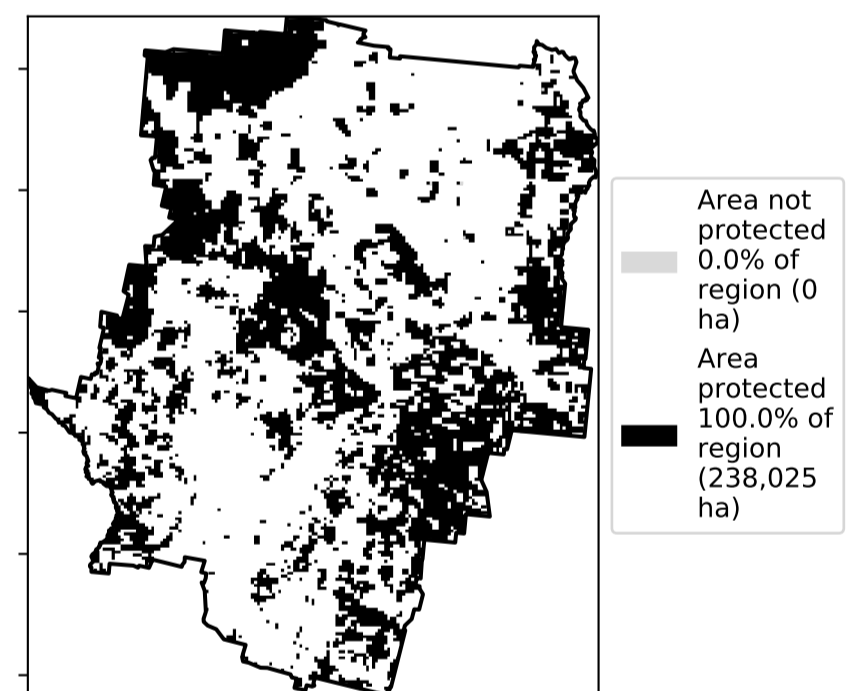 Area not
protected
0.0% of
region (0
ha)
Area
protected
100.0% of
region
(238,025
ha)